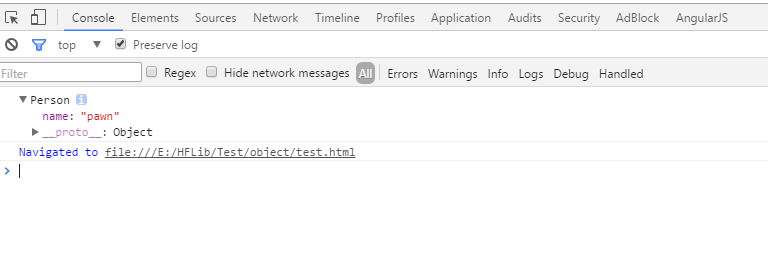 Console Elements Sources Network Timeline Profiles Application Audits Security AdBlock AngularJS
top Preserve log
Filter Regex Hide network messages All Errors Warnings Info Logs Debug Handled
Person i
name: "pawn"
__proto__: Object
Navigated to file:///E:/HFLib/Test/object/test.html
>